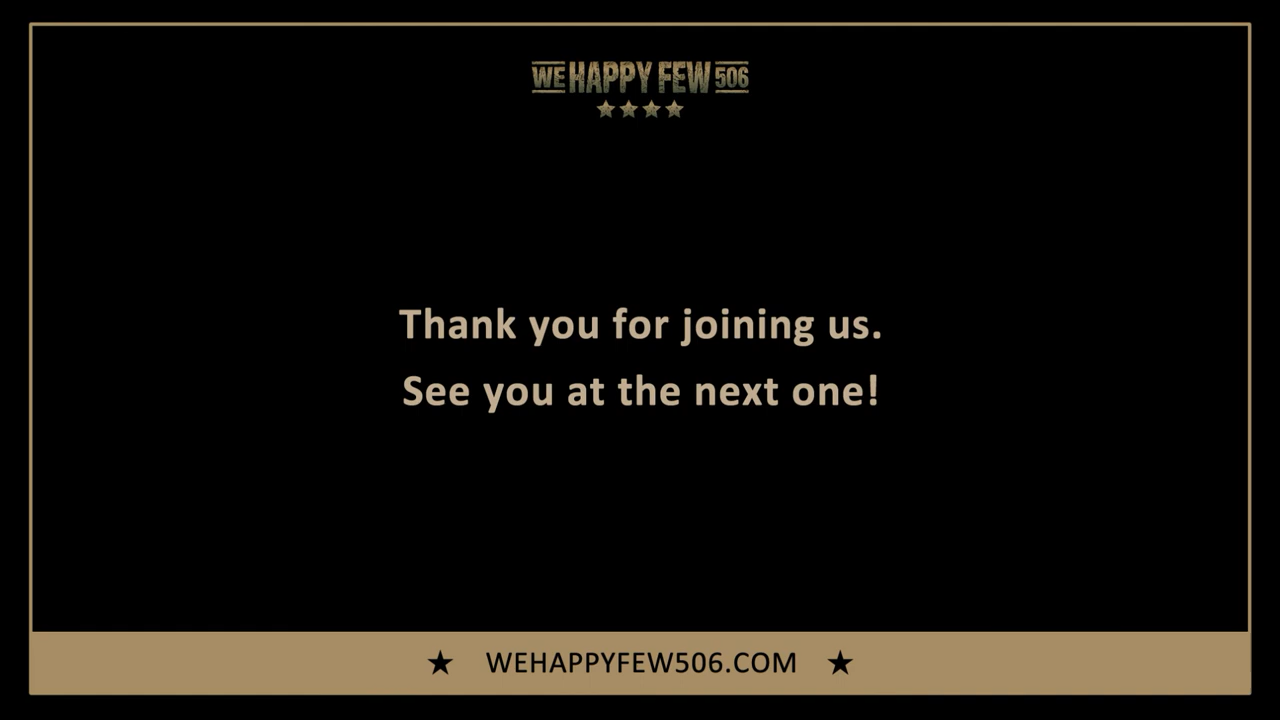 WE HAPPY FEW 506
Thank you for joining us.
See you at the next one!
WEHAPPYFEW506.COM